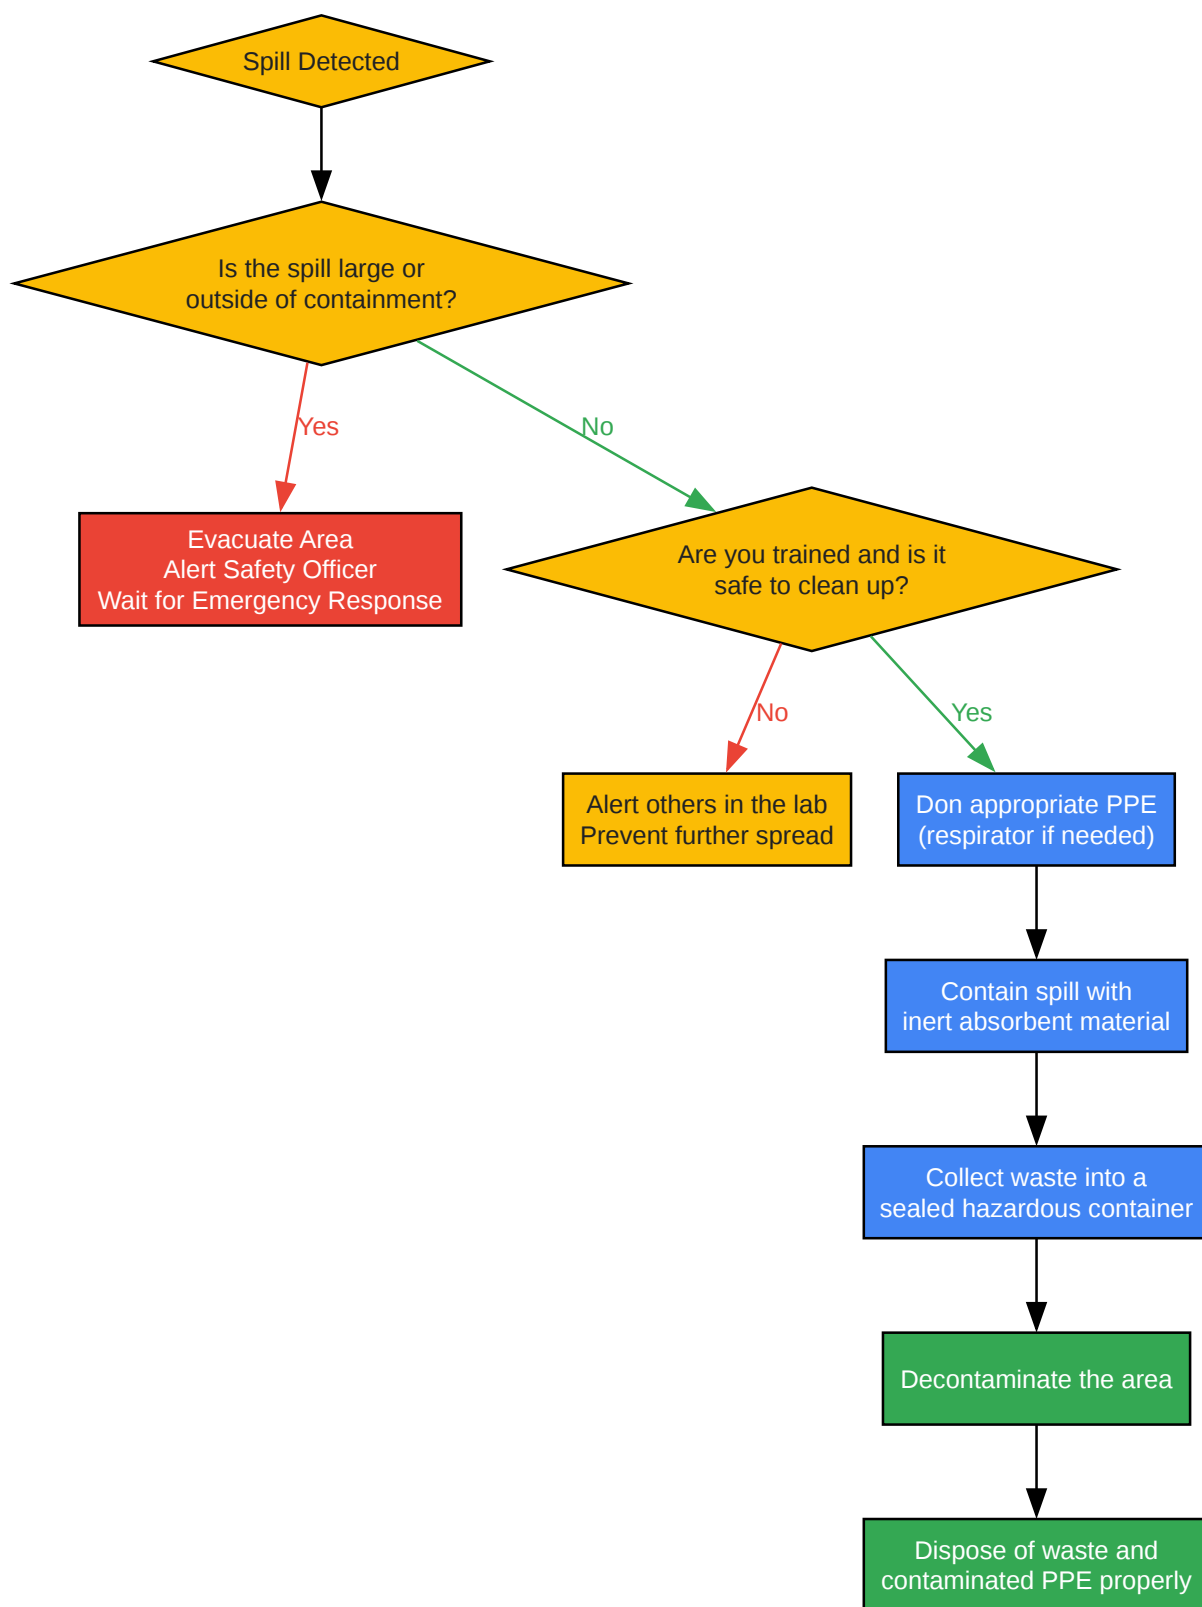 Spill Detected
Is the spill large or
outside of containment?
Yes
No
Evacuate Area
Alert Safety Officer
Wait for Emergency Response
Are you trained and is it
safe to clean up?
No
Yes
Alert others in the lab
Prevent further spread
Don appropriate PPE
(respirator if needed)
Contain spill with
inert absorbent material
Collect waste into a
sealed hazardous container
Decontaminate the area
Dispose of waste and
contaminated PPE properly